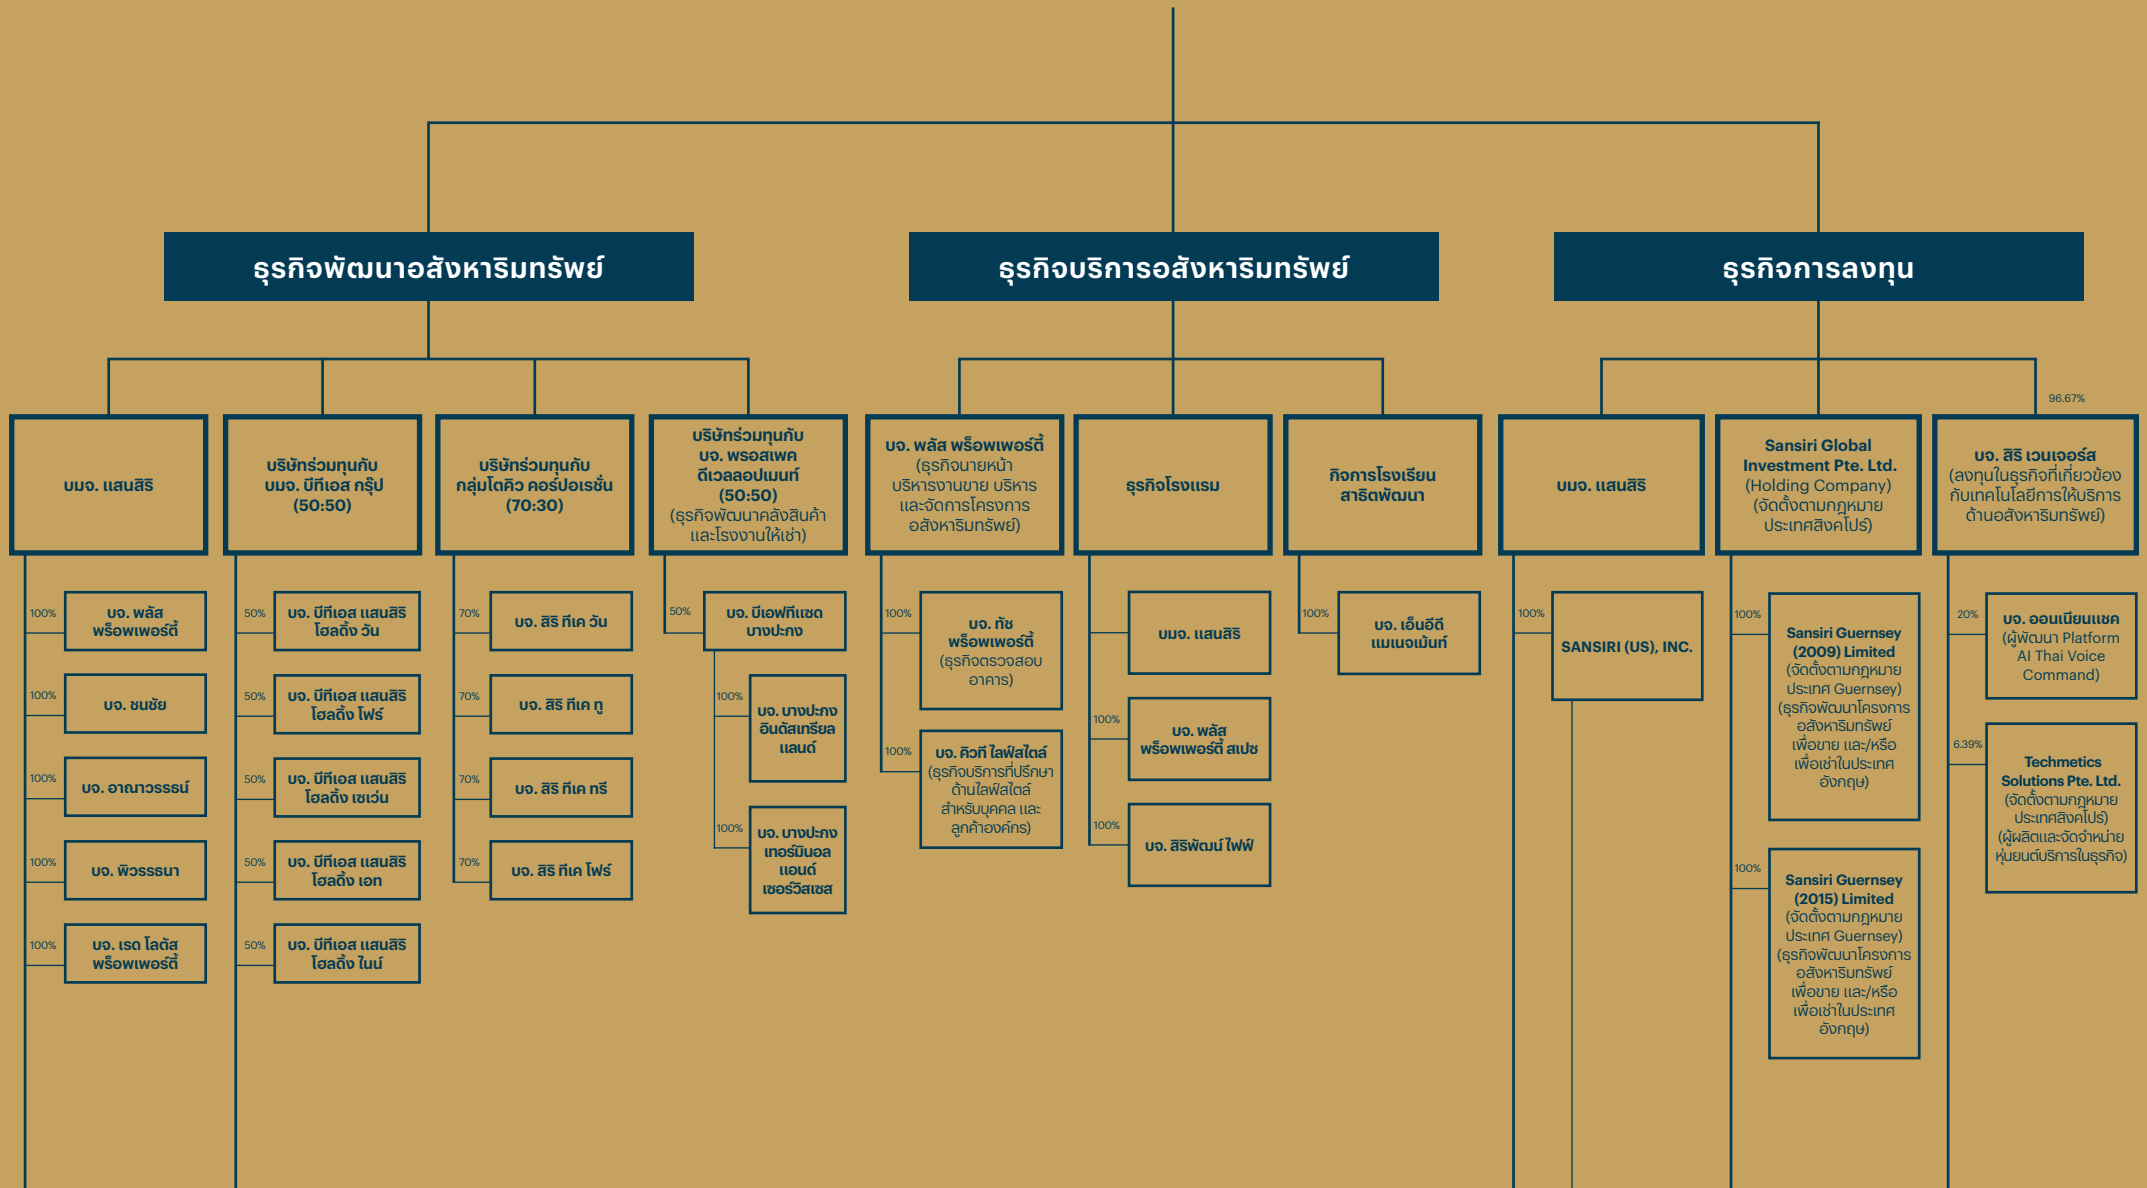 ธุรกิจพัฒนาอสังหาริมทรัพย์
ธุรกิจบริการอสังหาริมทรัพย์
ธุรกิจการลงทุน
96.67%
บมจ. แสนสิริ
บริษัทร่วมทุนกับ
บมจ. บีทีเอส กรุ๊ป
(50:50)
บริษัทร่วมทุนกับ
กลุ่มโตคิว คอร์ปอเรชั่น
(70:30)
บริษัทร่วมทุนกับ
บจ. พรอสเพค
ดีเวลลอปเมนท์
(50:50)
(ธุรกิจพัฒนาคลังสินค้า
และโรงงานให้เช่า)
บจ. พลัส พร็อพเพอร์ตี้
(ธุรกิจนายหน้า
บริหารงานขาย บริหาร
และจัดการโครงการ
อสังหาริมทรัพย์)
ธุรกิจโรงแรม
กิจการโรงเรียน
สาธิตพัฒนา
บมจ. แสนสิริ
Sansiri Global
Investment Pte. Ltd.
(Holding Company)
(จัดตั้งตามกฎหมาย
ประเทศสิงคโปร์)
บจ. สิริ เวนเจอร์ส
(ลงทุนในธุรกิจที่เกี่ยวข้อง
กับเทคโนโลยีการให้บริการ
ด้านอสังหาริมทรัพย์)
100%
บจ. พลัส
พร็อพเพอร์ตี้
100%
บจ. ชนชัย
100%
บจ. อาณาวรรธน์
100%
บจ. พิวรรธนา
100%
บจ. เรด โลตัส
พร็อพเพอร์ตี้
50%
บจ. บีทีเอส แสนสิริ
โฮลดิ้ง วัน
50%
บจ. บีทีเอส แสนสิริ
โฮลดิ้ง โฟร์
50%
บจ. บีทีเอส แสนสิริ
โฮลดิ้ง เซเว่น
50%
บจ. บีทีเอส แสนสิริ
โฮลดิ้ง เอท
50%
บจ. บีทีเอส แสนสิริ
โฮลดิ้ง ไนน์
70%
บจ. สิริ ทีเค วัน
70%
บจ. สิริ ทีเค ทู
70%
บจ. สิริ ทีเค ทรี
70%
บจ. สิริ ทีเค โฟร์
50%
บจ. บีเอฟทีแซด
บางปะกง
100%
บจ. บางปะกง
อินดัสเทรียล
แลนด์
100%
บจ. บางปะกง
เทอร์มินอล
แอนด์
เซอร์วิสเซส
100%
บจ. ทัช
พร็อพเพอร์ตี้
(ธุรกิจตรวจสอบ
อาคาร)
100%
บจ. คิวที ไลฟ์สไตล์
(ธุรกิจบริการที่ปรึกษา
ด้านไลฟ์สไตล์
สำหรับบุคคล และ
ลูกค้าองค์กร)
บมจ. แสนสิริ
100%
บจ. พลัส
พร็อพเพอร์ตี้ สเปซ
100%
บจ. สิริพัฒน์ ไฟฟ์
100%
บจ. เอ็นอีดี
แมเนจเม้นท์
100%
SANSIRI (US), INC.
100%
Sansiri Guernsey
(2009) Limited
(จัดตั้งตามกฎหมาย
ประเทศ Guernsey)
(ธุรกิจพัฒนาโครงการ
อสังหาริมทรัพย์
เพื่อขาย และ/หรือ
เพื่อเช่าในประเทศ
อังกฤษ)
100%
Sansiri Guernsey
(2015) Limited
(จัดตั้งตามกฎหมาย
ประเทศ Guernsey)
(ธุรกิจพัฒนาโครงการ
อสังหาริมทรัพย์
เพื่อขาย และ/หรือ
เพื่อเช่าในประเทศ
อังกฤษ)
20%
บจ. ออนเนียนแชค
(ผู้พัฒนา Platform
AI Thai Voice
Command)
6.39%
Techmetics
Solutions Pte. Ltd.
(จัดตั้งตามกฎหมาย
ประเทศสิงคโปร์)
(ผู้ผลิตและจัดจำหน่าย
หุ่นยนต์บริการในธุรกิจ)